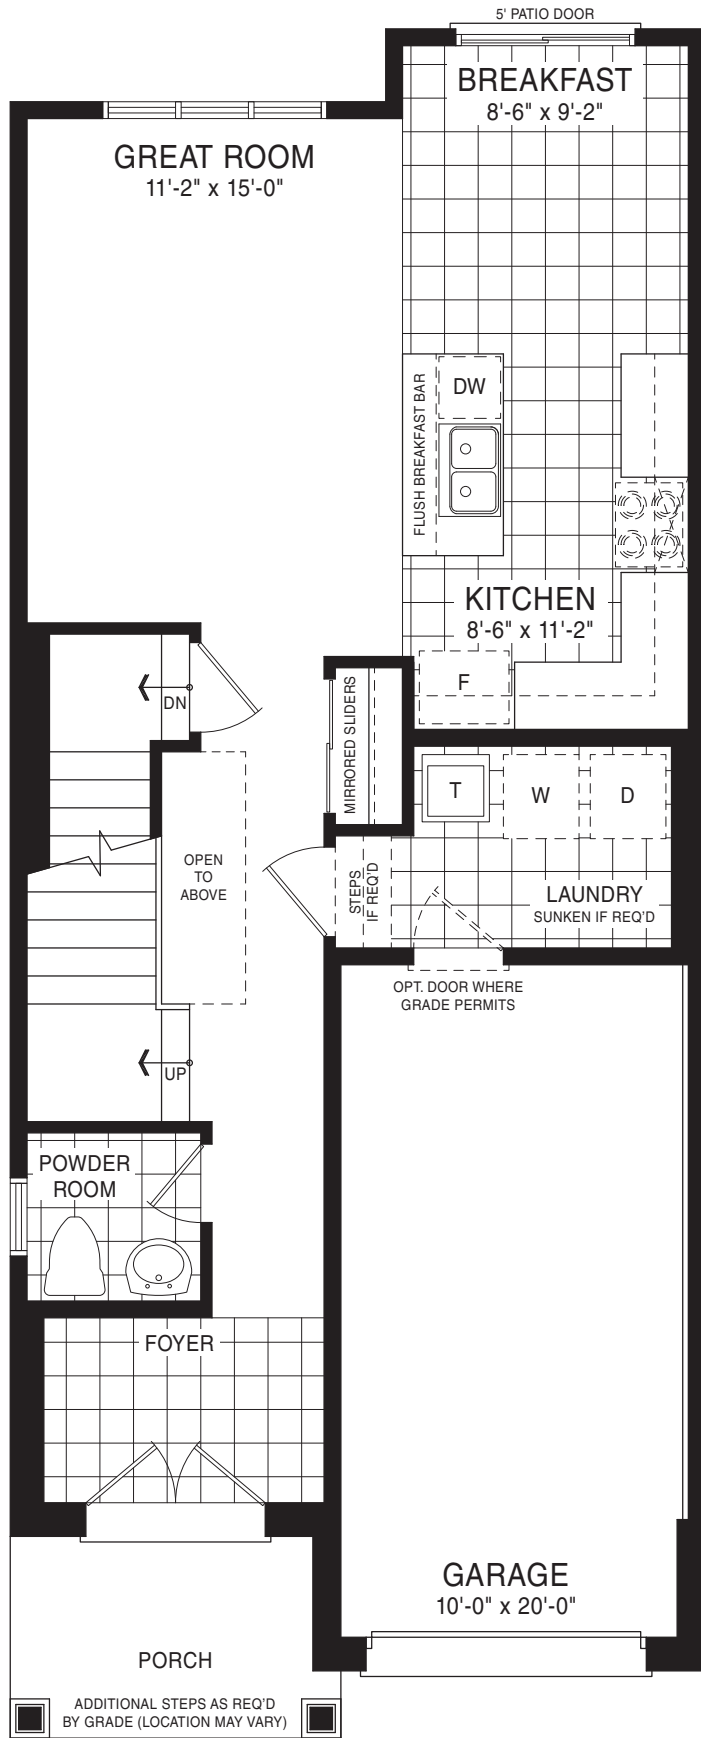 5' PATIO DOOR
BREAKFAST
8'-6" x 9'-2"
GREAT ROOM
11'-2" x 15'-0"
FLUSH BREAKFAST BAR
DW
KITCHEN
8'-6" x 11'-2"
F
DN
MIRRORED SLIDERS
T
W
D
OPEN
TO
ABOVE
STEPS
IF REQ'D
LAUNDRY
SUNKEN IF REQ'D
OPT. DOOR WHERE
GRADE PERMITS
UP
POWDER
ROOM
FOYER
GARAGE
10'-0" x 20'-0"
PORCH
ADDITIONAL STEPS AS REQ'D
BY GRADE (LOCATION MAY VARY)